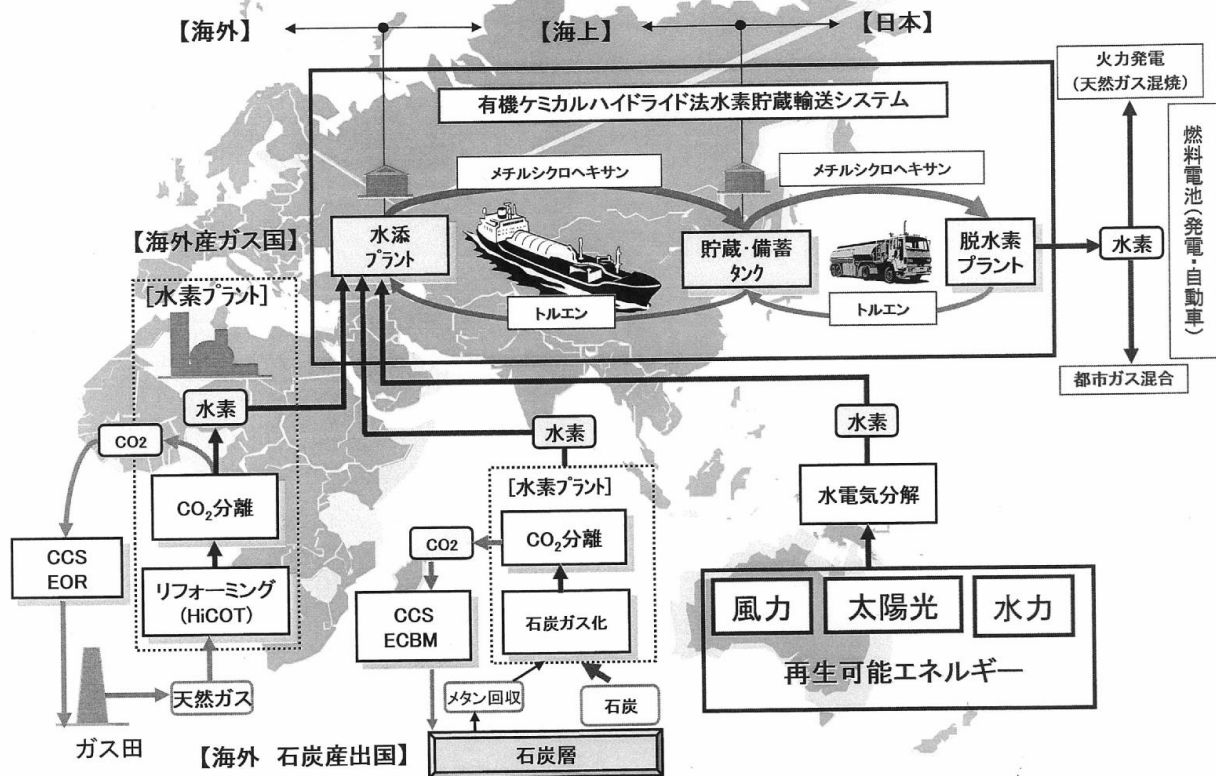 【海外】
【海上】
【日本】
有機ケミカルハイドライド法水素貯蔵輸送システム
火力発電
(天然ガス混焼)
メチルシクロヘキサン
メチルシクロヘキサン
燃料電池(発電・自動車)
【海外産ガス国】
水添
プラント
貯蔵・備蓄
タンク
脱水素
プラント
水素
[水素プラント]
トルエン
トルエン
都市ガス混合
水素
CO2
水素
水素
CO₂分離
[水素プラント]
水電気分解
CO2
CO₂分離
CCS
EOR
リフォーミング
(HiCOT)
CCS
ECBM
石炭ガス化
風力
太陽光
水力
再生可能エネルギー
天然ガス
メタン回収
石炭
ガス田
【海外 石炭産出国】
石炭層